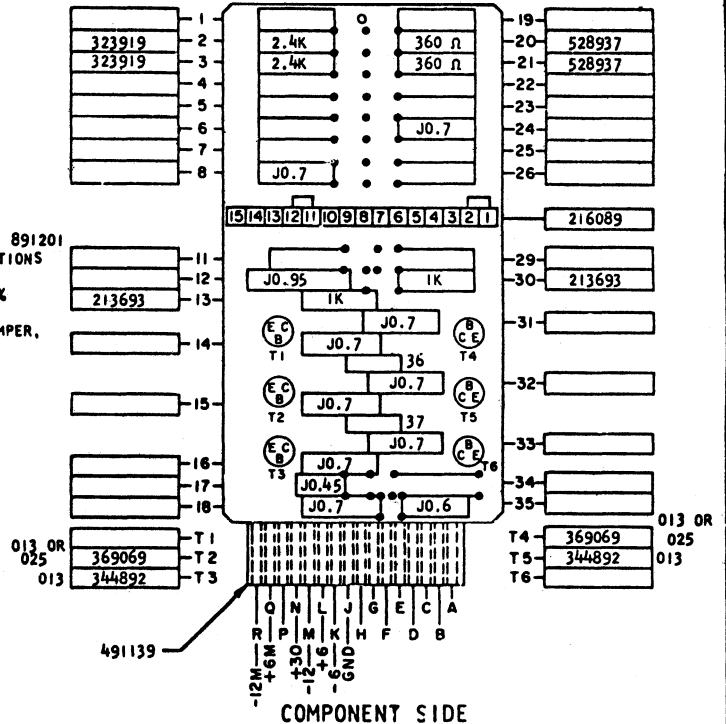 1 19
323919 2 2.4K 360 Ω 20 528937
323919 3 2.4K 360 Ω 21 528937
4 22
5 23
6 J0.7 24
7 25
8 J0.7 26
15 14 13 12 11 10 9 8 7 6 5 4 3 2 1 216089
891201
TIONS
11 29
12 J0.95 1K 30 213693
%
213693 13 1K
MPER,
J0.7 31
E C B B C E
14 J0.7
T1 T4
36
J0.7 32
E C B B C E
15 J0.7
T2 T5
37
J0.7 33
E C B B C E
16 J0.7
T3 T6
17 J0.45 34
18 J0.7 J0.6 35
013 OR 025
T1 T4 369069 013 OR 025
369069 T2 T5 344892 013
013 344892 T3 T6
Q N L J G E C A
R P M K H F D B
491139
-12M +6M +30 -12 +6 -6 GND
COMPONENT SIDE